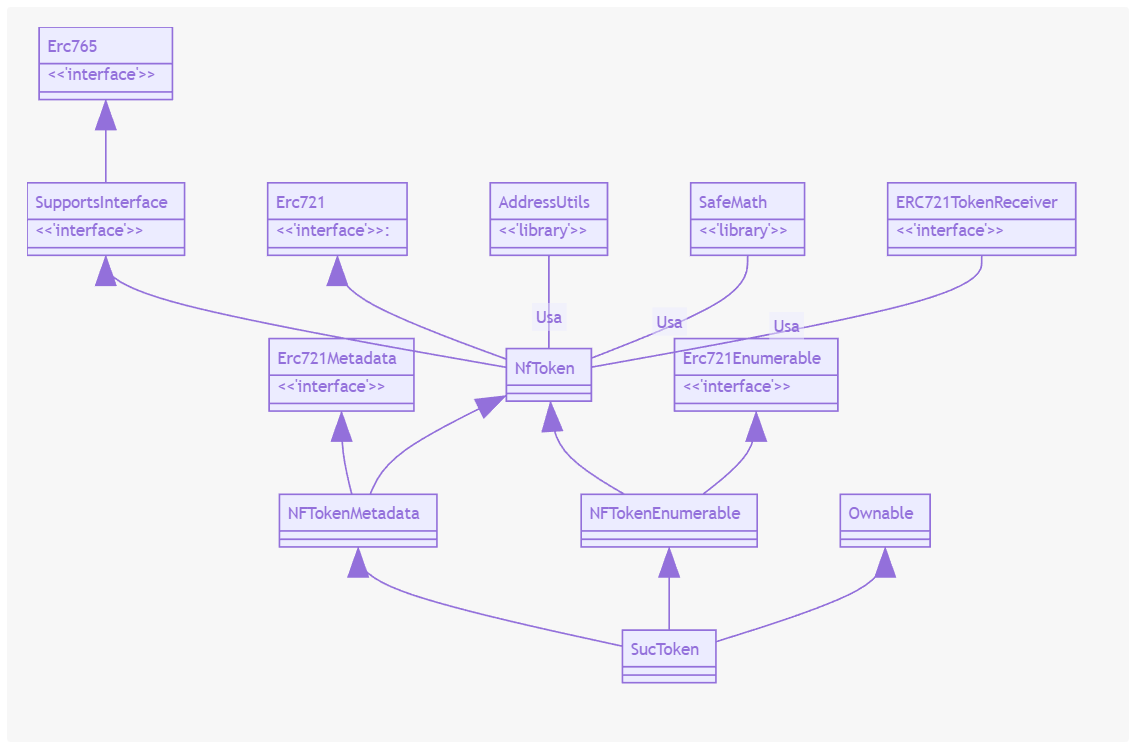 Erc765
<<'interface'>>
SupportsInterface
<<'interface'>>
Erc721
<<'interface'>>:
AddressUtils
<<'library'>>
SafeMath
<<'library'>>
ERC721TokenReceiver
<<'interface'>>
Usa
Usa
Usa
Erc721Metadata
<<'interface'>>
NfToken
Erc721Enumerable
<<'interface'>>
NFTokenMetadata
NFTokenEnumerable
Ownable
SucToken